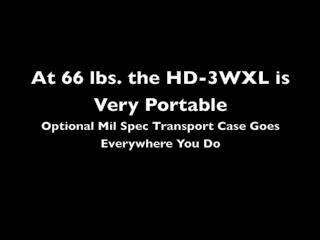 At 66 lbs. the HD-3WXL is
Very Portable
Optional Mil Spec Transport Case Goes
Everywhere You Do